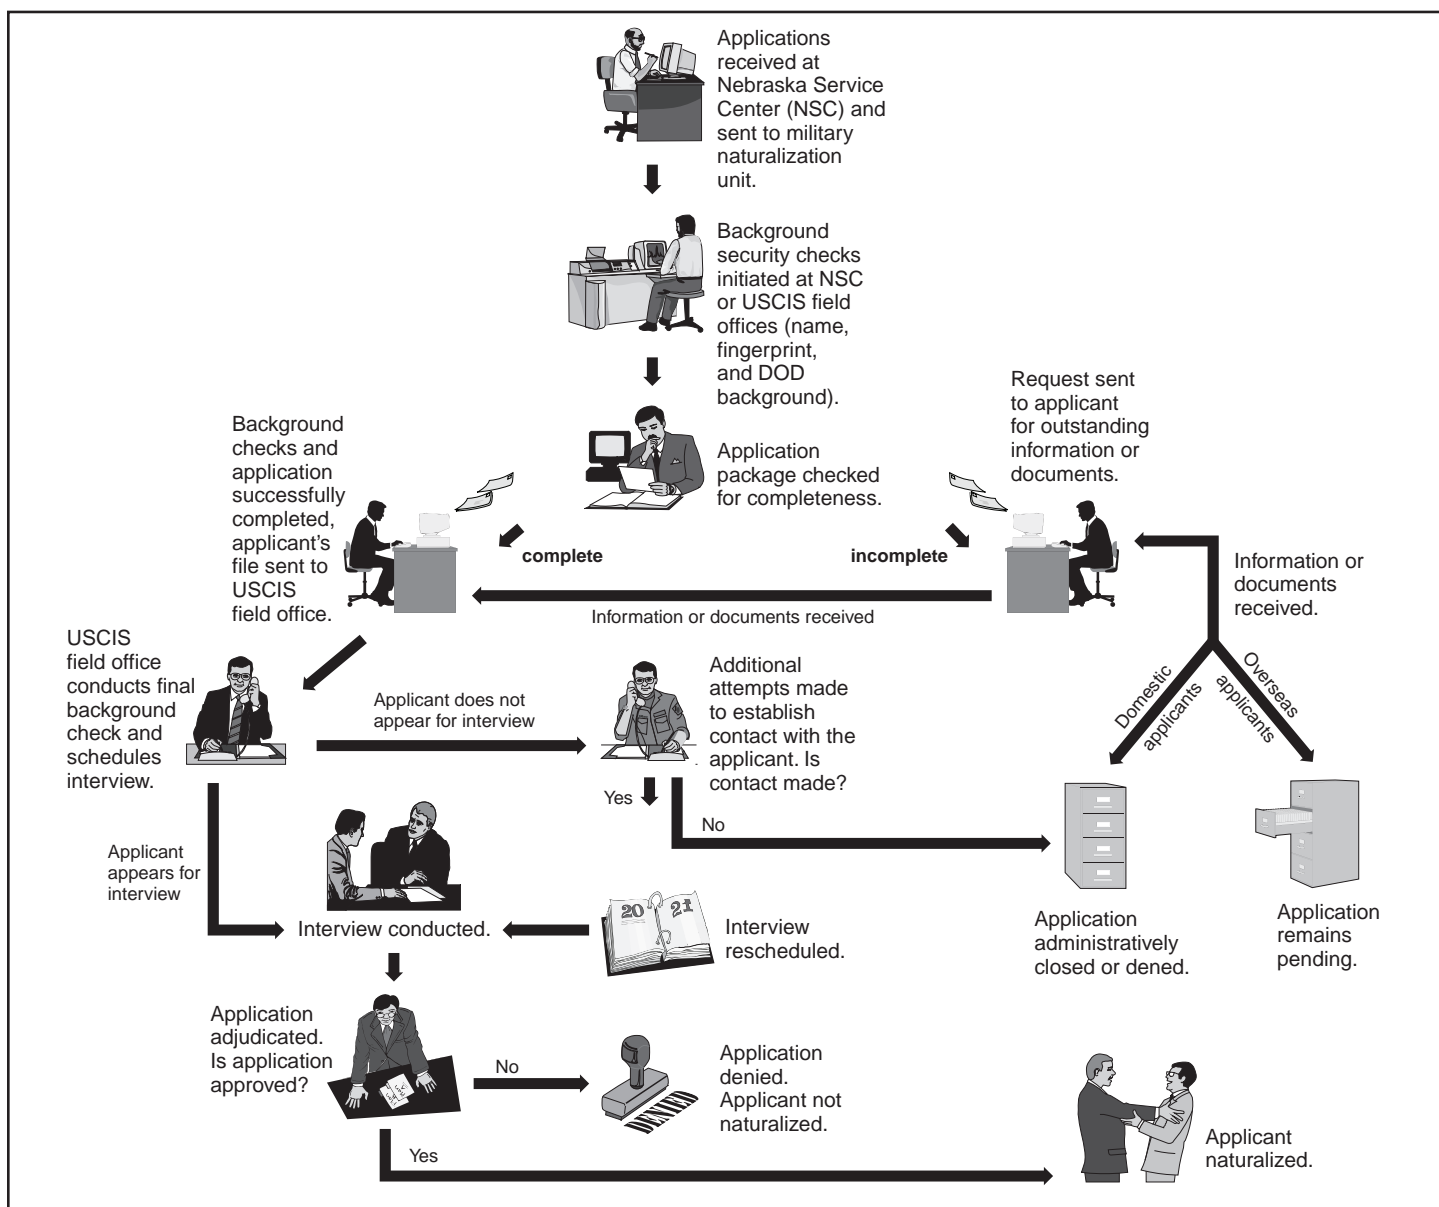 Applications
received at
Nebraska Service
Center (NSC) and
sent to military
naturalization
unit.
Background
security checks
initiated at NSC
or USCIS field
offices (name,
fingerprint,
and DOD
background).
Application
package checked
for completeness.
complete
incomplete
Request sent
to applicant
for outstanding
information or
documents.
Background
checks and
application
successfully
completed,
applicant's
file sent to
USCIS
field office.
Information or documents received
Information or
documents
received.
Domestic
applicants
Overseas
applicants
USCIS
field office
conducts final
background
check and
schedules
interview.
Applicant does not
appear for interview
Additional
attempts made
to establish
contact with the
applicant. Is
contact made?
Yes
No
Applicant
appears for
interview
Interview conducted.
20 21
Interview
rescheduled.
Application
administratively
closed or dened.
Application
remains
pending.
Application
adjudicated.
Is application
approved?
No
DENIED
Application
denied.
Applicant not
naturalized.
Yes
Applicant
naturalized.